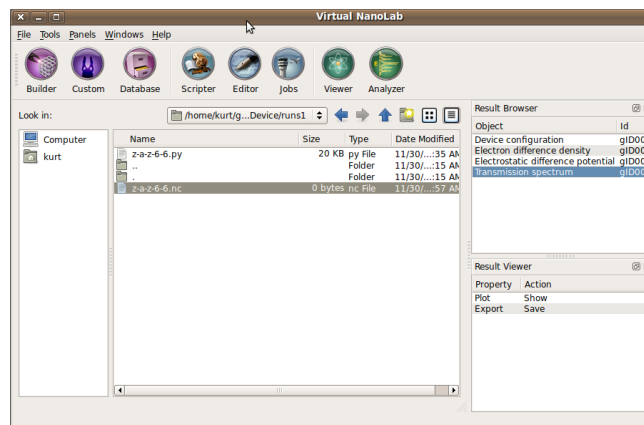 Virtual NanoLab
File Tools Panels Windows Help
Builder Custom Database Scripter Editor Jobs Viewer Analyzer
Look in: /home/kurt/g...Device/runs1
Computer
kurt
Name Size Type Date Modified
z-a-z-6-6.py 20 KB py File 11/30/...:35 AM
.. Folder 11/30/...:15 AM
. Folder 11/30/...:15 AM
z-a-z-6-6.nc 0 bytes nc File 11/30/...:57 AM
Result Browser
Object Id
Device configuration gID00
Electron difference density gID00
Electrostatic difference potential gID00
Transmission spectrum gID00
Result Viewer
Property Action
Plot Show
Export Save